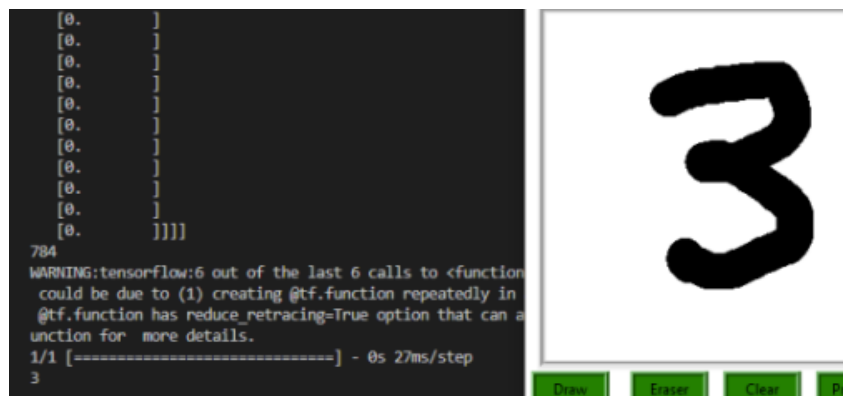 [0. ]
[0. ]
[0. ]
[0. ]
[0. ]
[0. ]
[0. ]
[0. ]
[0. ]
[0. ]
[0. ]]]]
784
WARNING:tensorflow:6 out of the last 6 calls to <function
could be due to (1) creating @tf.function repeatedly in
@tf.function has reduce_retracing=True option that can a
unction for more details.
1/1 [==============================] - 0s 27ms/step
3
3
Draw Eraser Clear